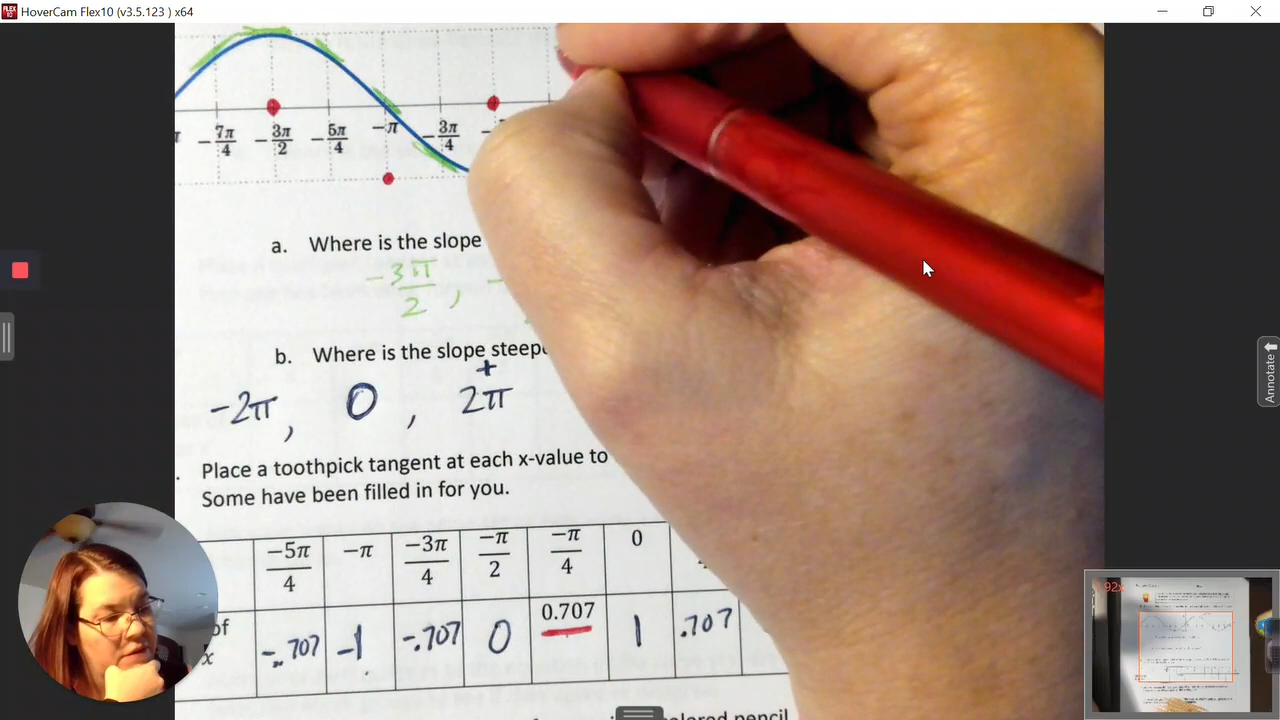 HoverCam Flex10 (v3.5.123 ) x64
-7π/4 -3π/2 -5π/4 -π -3π/4
a. Where is the slope
-3π/2 , -
b. Where is the slope steep
+
-2π , 0 , 2π
Place a toothpick tangent at each x-value to
Some have been filled in for you.
-5π/4 -π -3π/4 -π/2 -π/4 0
of x -.707 -1 -.707 0 0.707 1 .707
colored pencil
Annotate
92x